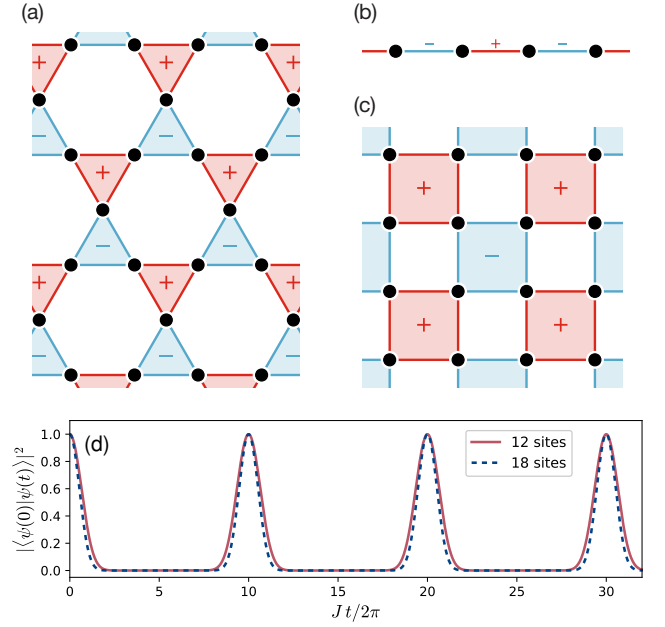 (a)
+ + +
− − −
+ +
− −
+ + +
− − −
(b)
− + −
(c)
+ +
−
+ +
(d)
12 sites
18 sites
|⟨ψ(0)|ψ(t)⟩|²
1.0
0.8
0.6
0.4
0.2
0.0
0 5 10 15 20 25 30
J t/2π